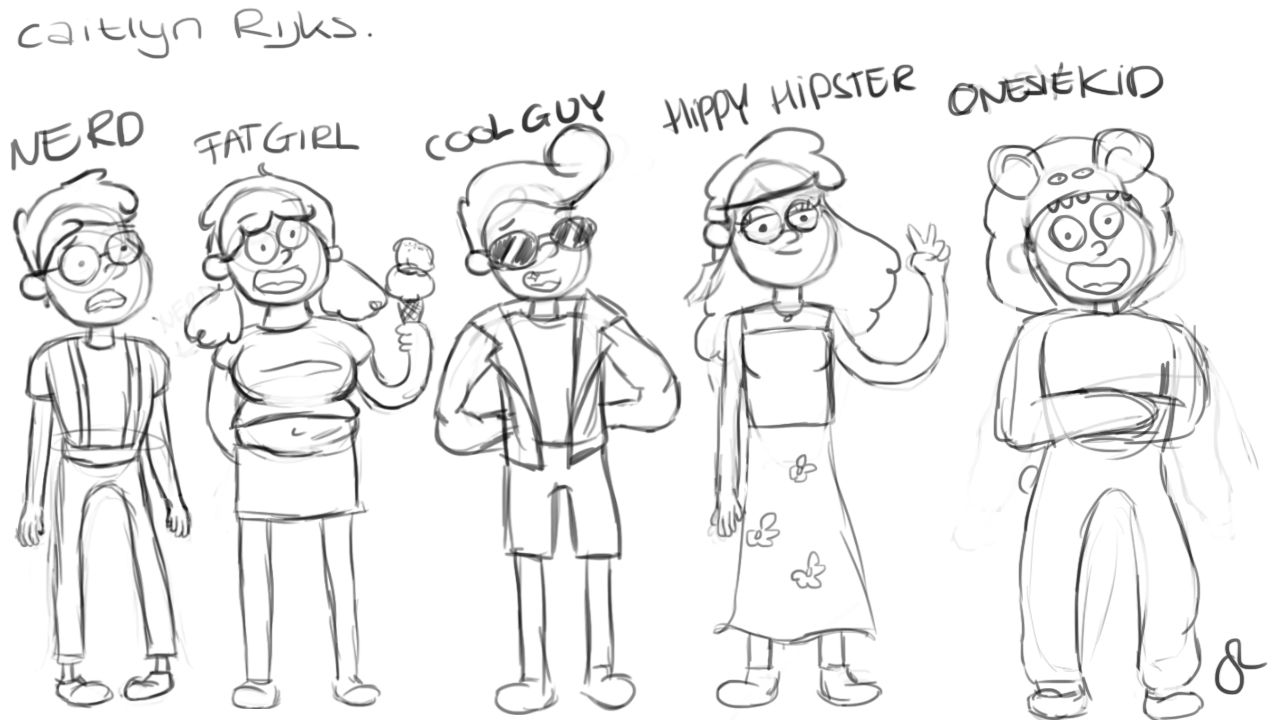 caitlyn Rijks.
NERD
FATGIRL
COOL GUY
HIPPY HIPSTER
ONESIEKID